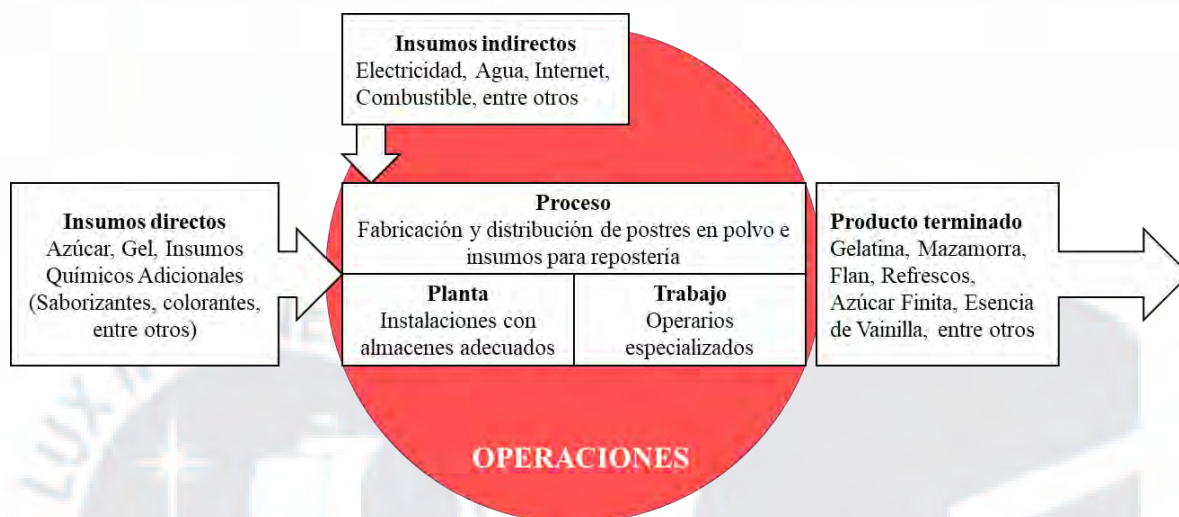 Insumos indirectos
Electricidad, Agua, Internet,
Combustible, entre otros
Insumos directos
Azúcar, Gel, Insumos
Químicos Adicionales
(Saborizantes, colorantes,
entre otros)
Proceso
Fabricación y distribución de postres en polvo e
insumos para repostería
Planta
Instalaciones con
almacenes adecuados
Trabajo
Operarios
especializados
Producto terminado
Gelatina, Mazamorra,
Flan, Refrescos,
Azúcar Finita, Esencia
de Vainilla, entre otros
OPERACIONES
LUX